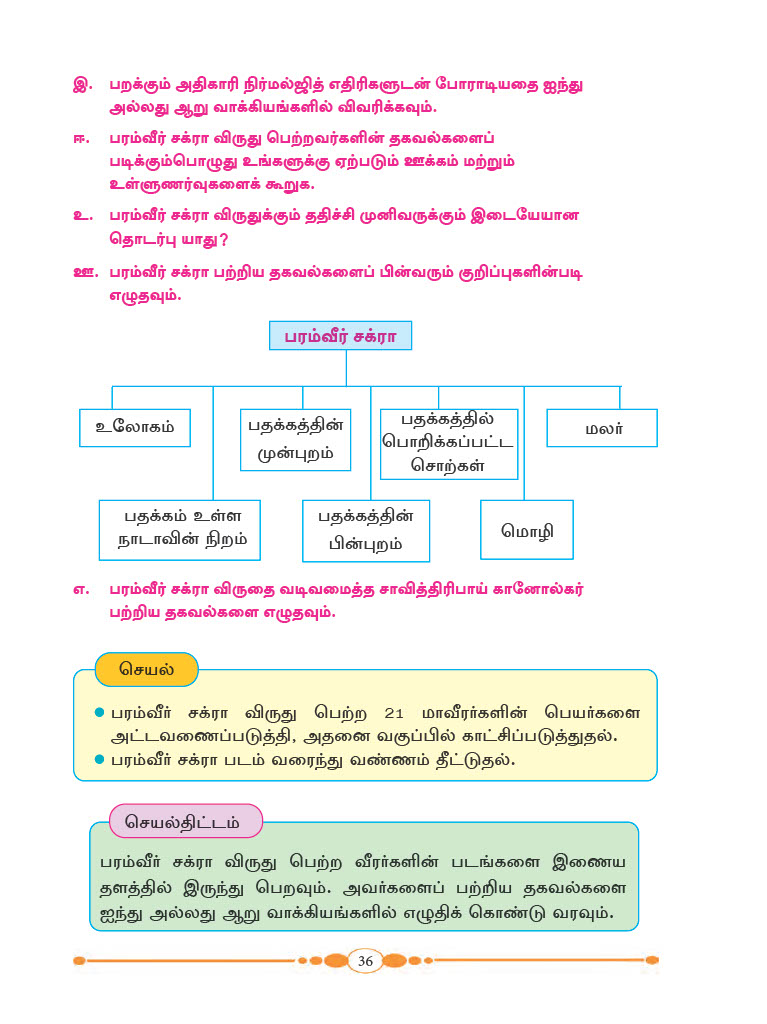 இ. பறக்கும் அதிகாரி நிர்மல்ஜித் எதிரிகளுடன் போராடியதை ஐந்து
அல்லது ஆறு வாக்கியங்களில் விவரிக்கவும்.
ஈ. பரம்வீர் சக்ரா விருது பெற்றவர்களின் தகவல்களைப்
படிக்கும்பொழுது உங்களுக்கு ஏற்படும் ஊக்கம் மற்றும்
உள்ளுணர்வுகளைக் கூறுக.
உ. பரம்வீர் சக்ரா விருதுக்கும் ததிச்சி முனிவருக்கும் இடையேயான
தொடர்பு யாது?
ஊ. பரம்வீர் சக்ரா பற்றிய தகவல்களைப் பின்வரும் குறிப்புகளின்படி
எழுதவும்.
பரம்வீர் சக்ரா
உலோகம்
பதக்கத்தின்
முன்புறம்
பதக்கத்தில்
பொறிக்கப்பட்ட
சொற்கள்
மலர்
பதக்கம் உள்ள
நாடாவின் நிறம்
பதக்கத்தின்
பின்புறம்
மொழி
எ. பரம்வீர் சக்ரா விருதை வடிவமைத்த சாவித்திரிபாய் கானோல்கர்
பற்றிய தகவல்களை எழுதவும்.
செயல்
● பரம்வீர் சக்ரா விருது பெற்ற 21 மாவீரர்களின் பெயர்களை
அட்டவணைப்படுத்தி, அதனை வகுப்பில் காட்சிப்படுத்துதல்.
● பரம்வீர் சக்ரா படம் வரைந்து வண்ணம் தீட்டுதல்.
செயல்திட்டம்
பரம்வீர் சக்ரா விருது பெற்ற வீரர்களின் படங்களை இணைய
தளத்தில் இருந்து பெறவும். அவர்களைப் பற்றிய தகவல்களை
ஐந்து அல்லது ஆறு வாக்கியங்களில் எழுதிக் கொண்டு வரவும்.
36